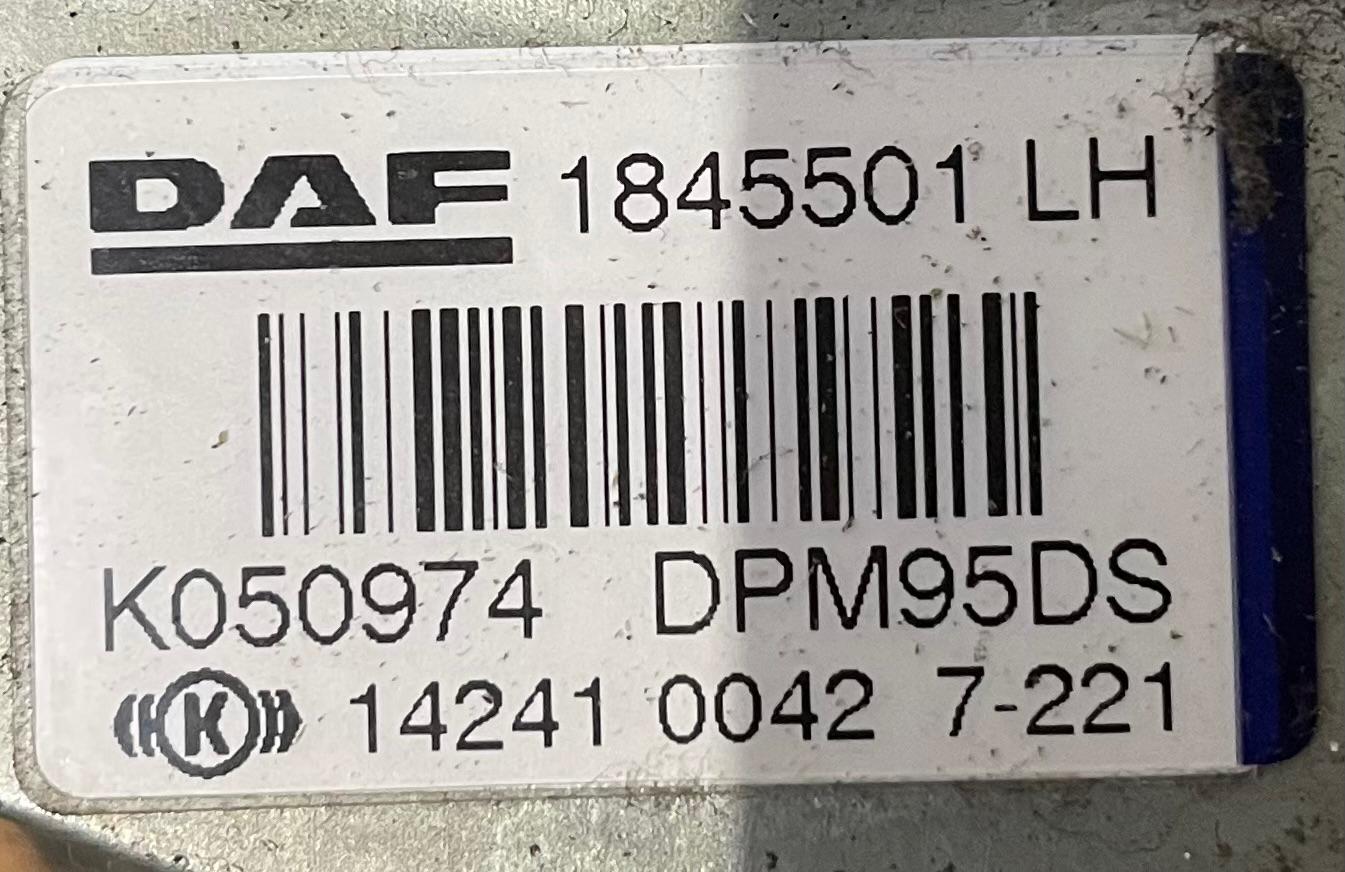 DAF 1845501 LH
K050974 DPM95DS
K 14241 0042 7-221